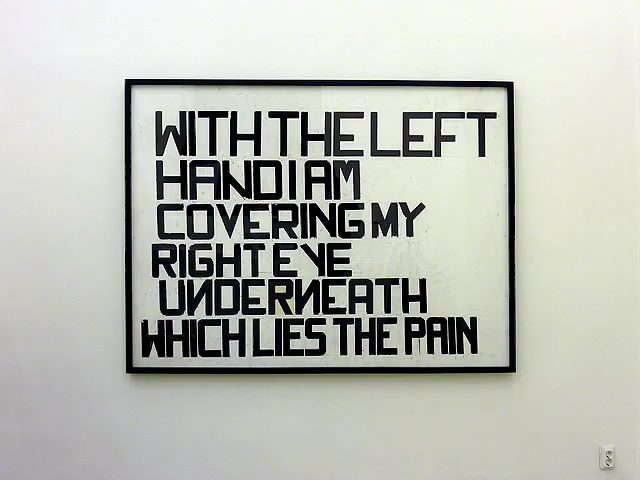 WITH THE LEFT
HAND I AM
COVERING MY
RIGHT EYE
UNDERNEATH
WHICH LIES THE PAIN